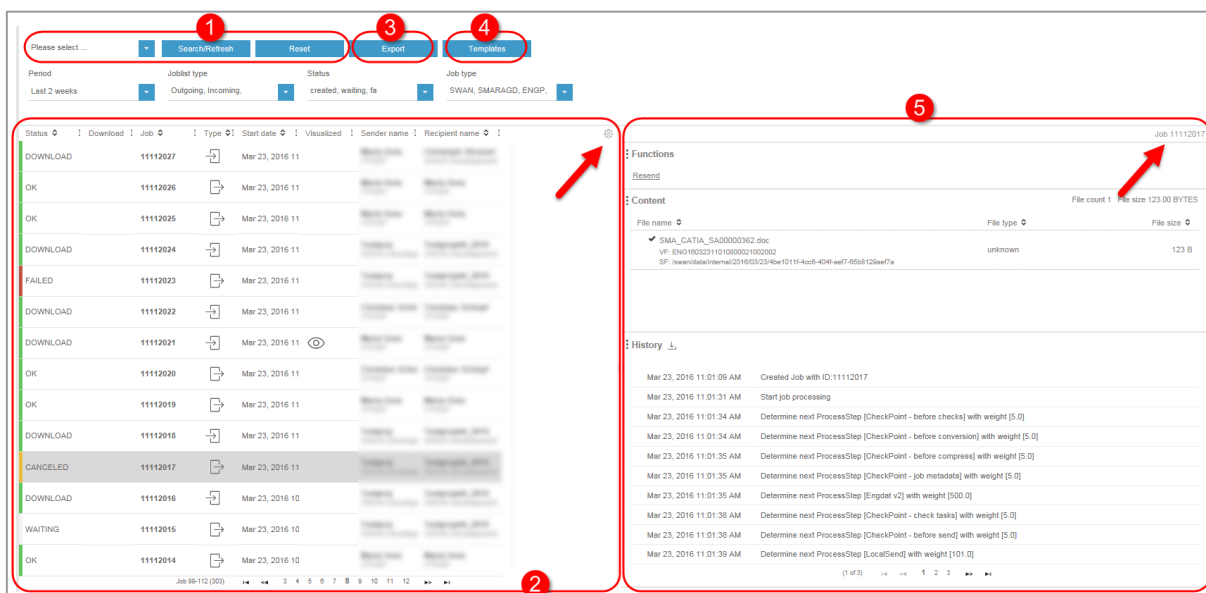 1 3 4
Please select ... Search/Refresh Reset Export Templates
Period Joblist type Status Job type
Last 2 weeks Outgoing, Incoming, created, waiting, fa SWAN, SMARAGD, ENGP,
5
Status Download Job Type Start date Visualized Sender name Recipient name
DOWNLOAD 11112027 Mar 23, 2016 11
OK 11112026 Mar 23, 2016 11
OK 11112025 Mar 23, 2016 11
DOWNLOAD 11112024 Mar 23, 2016 11
FAILED 11112023 Mar 23, 2016 11
DOWNLOAD 11112022 Mar 23, 2016 11
DOWNLOAD 11112021 Mar 23, 2016 11
OK 11112020 Mar 23, 2016 11
OK 11112019 Mar 23, 2016 11
DOWNLOAD 11112018 Mar 23, 2016 11
CANCELED 11112017 Mar 23, 2016 11
DOWNLOAD 11112016 Mar 23, 2016 10
WAITING 11112015 Mar 23, 2016 10
OK 11112014 Mar 23, 2016 10
Job 99-112 (303) 3 4 5 6 7 8 9 10 11 12
2
Job 11112017
Functions
Resend
Content File count 1 File size 123.00 BYTES
File name File type File size
SMA_CATIA_SA00000362.doc unknown 123 B
VF: ENG16032311010800021002002
SF: /swan/data/internal/2016/03/23/4be1011f-4cc6-404f-aef7-65b8129aef7a
History
Mar 23, 2016 11:01:09 AM Created Job with ID:11112017
Mar 23, 2016 11:01:31 AM Start job processing
Mar 23, 2016 11:01:34 AM Determine next ProcessStep [CheckPoint - before checks] with weight [5.0]
Mar 23, 2016 11:01:34 AM Determine next ProcessStep [CheckPoint - before conversion] with weight [5.0]
Mar 23, 2016 11:01:35 AM Determine next ProcessStep [CheckPoint - before compress] with weight [5.0]
Mar 23, 2016 11:01:35 AM Determine next ProcessStep [CheckPoint - job metadata] with weight [5.0]
Mar 23, 2016 11:01:35 AM Determine next ProcessStep [Engdat v2] with weight [500.0]
Mar 23, 2016 11:01:38 AM Determine next ProcessStep [CheckPoint - check tasks] with weight [5.0]
Mar 23, 2016 11:01:38 AM Determine next ProcessStep [CheckPoint - before send] with weight [5.0]
Mar 23, 2016 11:01:39 AM Determine next ProcessStep [LocalSend] with weight [101.0]
(1 of 3) 1 2 3